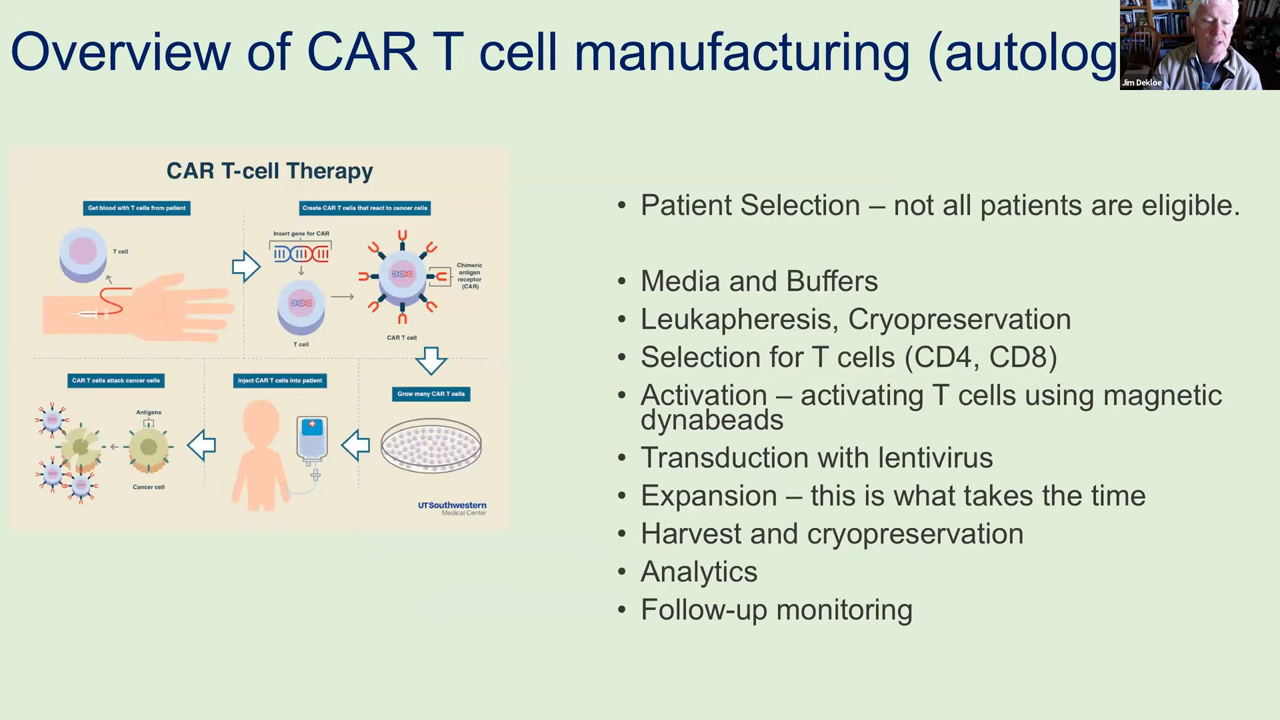 Overview of CAR T cell manufacturing (autolog
Jim Dekloe
CAR T-cell Therapy
Get blood with T cells from patient
Create CAR T cells that react to cancer cells
T cell
Insert gene for CAR
T cell
Chimeric
antigen
receptor
(CAR)
CAR T cell
CAR T cells attack cancer cells
Inject CAR T cells into patient
Grow many CAR T cells
Antigens
Cancer cell
UTSouthwestern
Medical Center
• Patient Selection – not all patients are eligible.
• Media and Buffers
• Leukapheresis, Cryopreservation
• Selection for T cells (CD4, CD8)
• Activation – activating T cells using magnetic
dynabeads
• Transduction with lentivirus
• Expansion – this is what takes the time
• Harvest and cryopreservation
• Analytics
• Follow-up monitoring